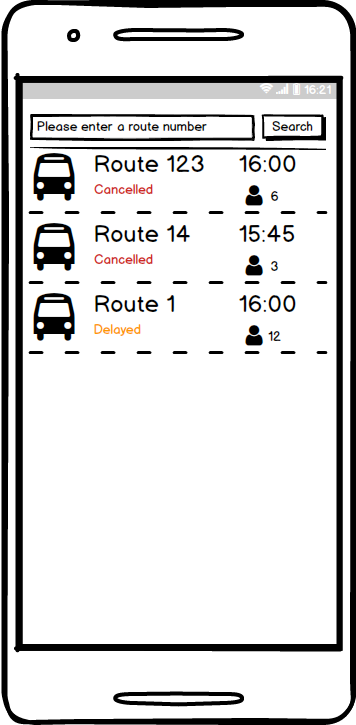 16:21
Please enter a route number Search
Route 123 16:00
Cancelled 6
Route 14 15:45
Cancelled 3
Route 1 16:00
Delayed 12